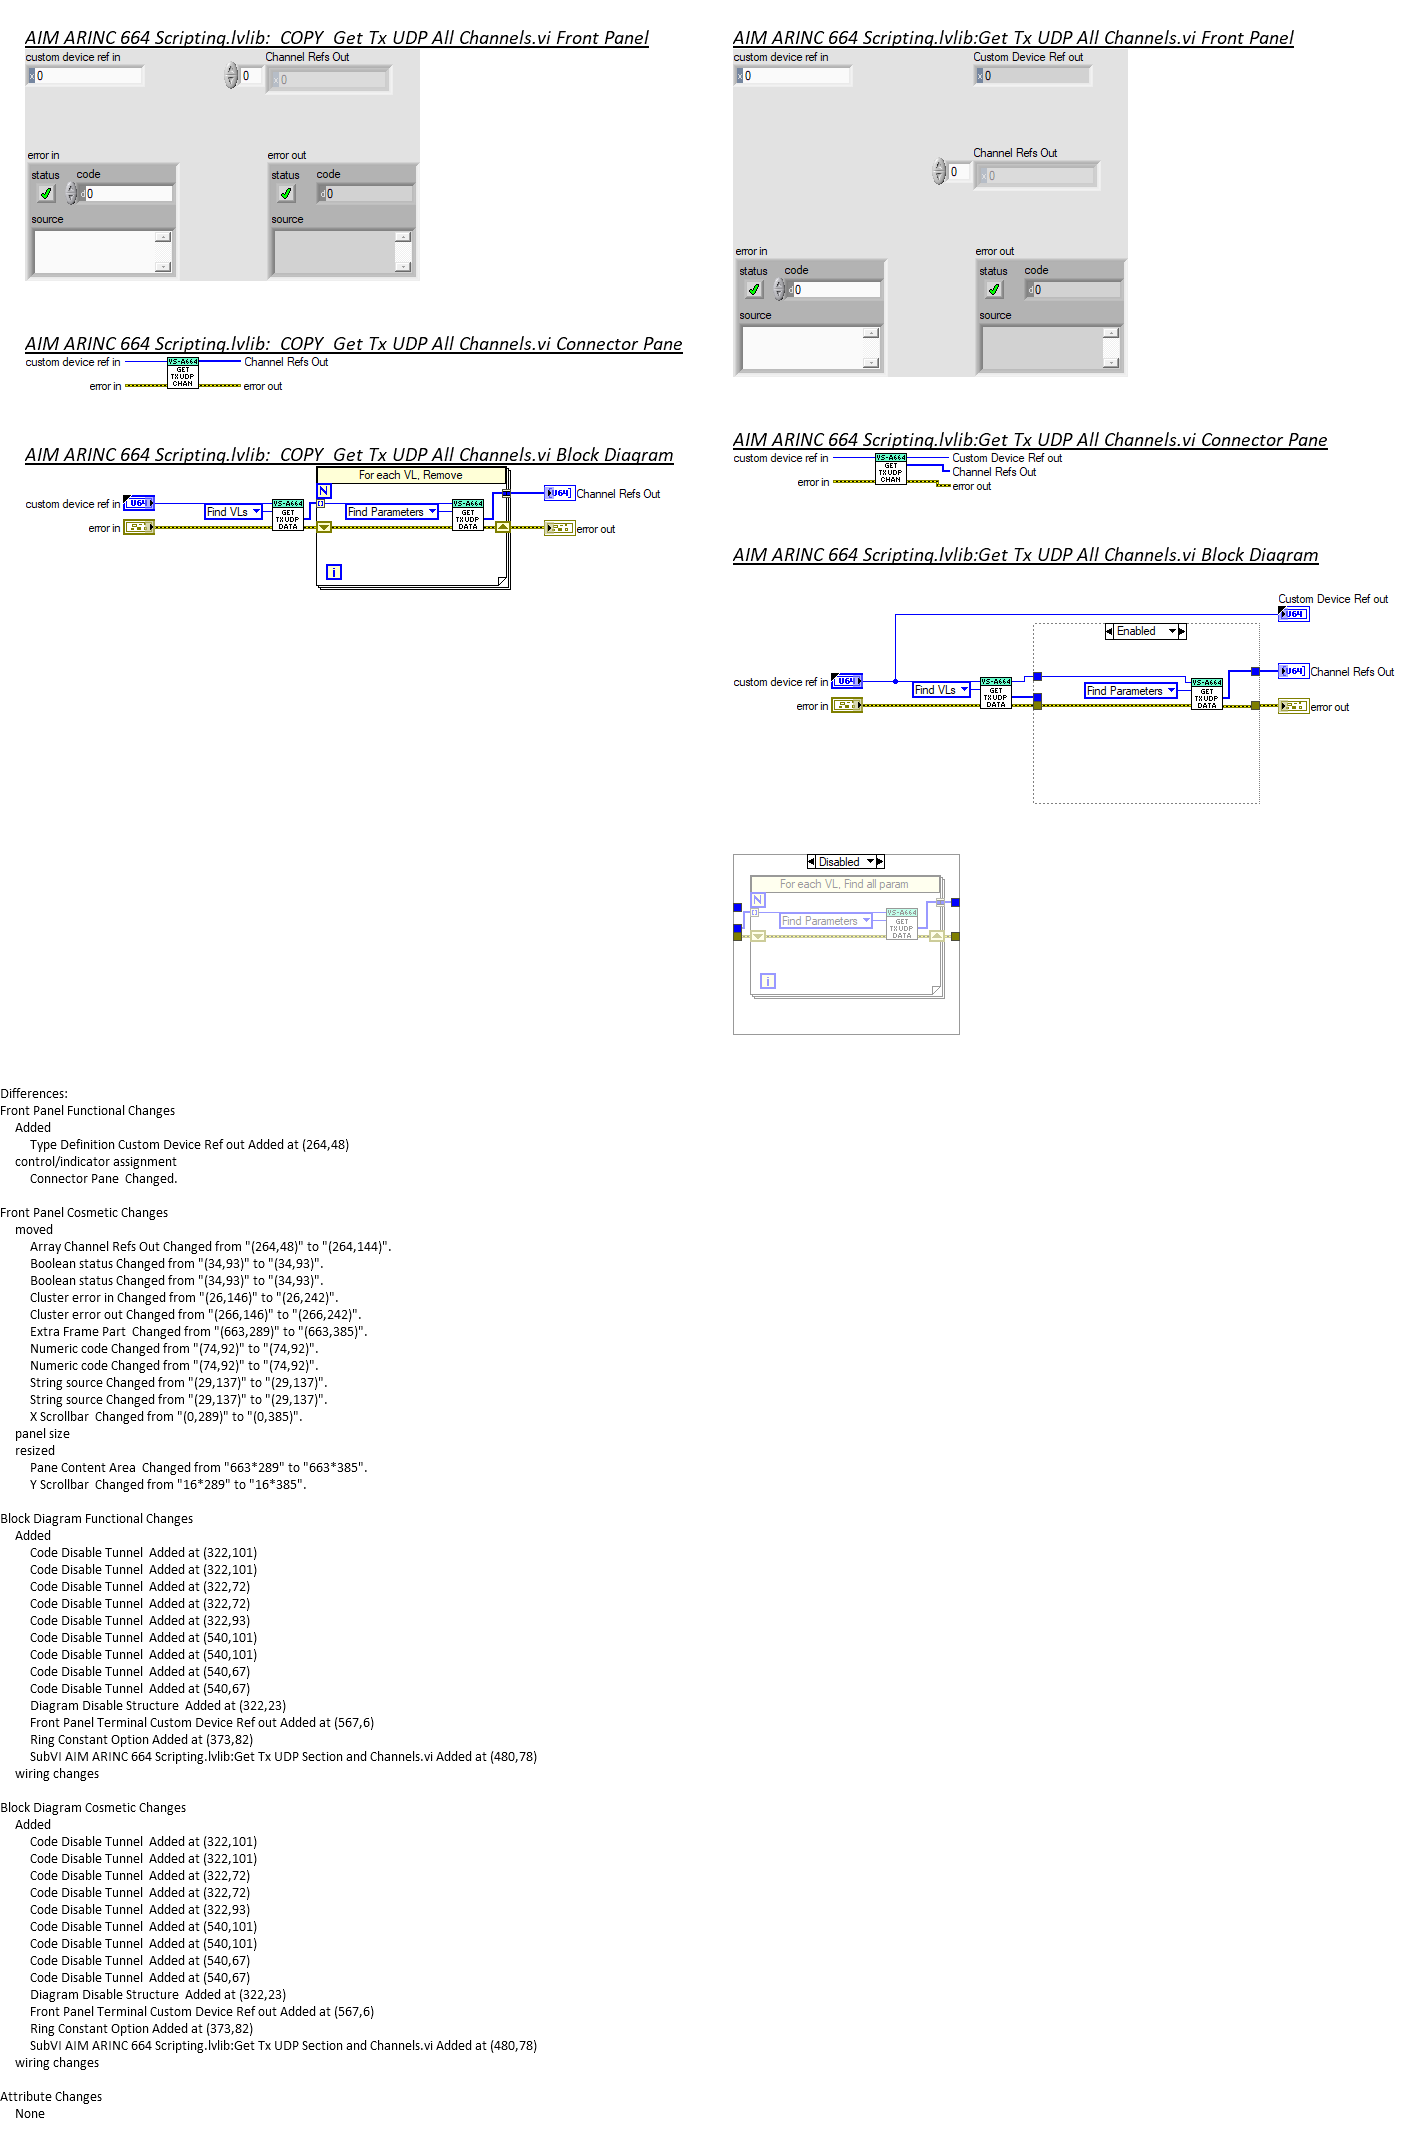 AIM ARINC 664 Scripting.lvlib:  COPY  Get Tx UDP All Channels.vi Front Panel
custom device ref in
Channel Refs Out
x 0
0
x 0
error in
error out
status
code
status
code
d 0
d 0
source
source
AIM ARINC 664 Scripting.lvlib:  COPY  Get Tx UDP All Channels.vi Connector Pane
custom device ref in
VS-A664
GET
TX UDP
CHAN
Channel Refs Out
error in
error out
AIM ARINC 664 Scripting.lvlib:  COPY  Get Tx UDP All Channels.vi Block Diagram
For each VL, Remove
N
custom device ref in
U64
Find VLs
VS-A664
GET
TX UDP
DATA
Find Parameters
VS-A664
GET
TX UDP
DATA
U64
Channel Refs Out
error in
error out
i
AIM ARINC 664 Scripting.lvlib:Get Tx UDP All Channels.vi Front Panel
custom device ref in
Custom Device Ref out
x 0
x 0
Channel Refs Out
0
x 0
error in
error out
status
code
status
code
d 0
d 0
source
source
AIM ARINC 664 Scripting.lvlib:Get Tx UDP All Channels.vi Connector Pane
custom device ref in
VS-A664
GET
TX UDP
CHAN
Custom Device Ref out
Channel Refs Out
error in
error out
AIM ARINC 664 Scripting.lvlib:Get Tx UDP All Channels.vi Block Diagram
Custom Device Ref out
U64
Enabled
custom device ref in
U64
Find VLs
VS-A664
GET
TX UDP
DATA
Find Parameters
VS-A664
GET
TX UDP
DATA
U64
Channel Refs Out
error in
error out
Disabled
For each VL, Find all param
N
Find Parameters
VS-A664
GET
TX UDP
DATA
i
Differences:
Front Panel Functional Changes
Added
Type Definition Custom Device Ref out Added at (264,48)
control/indicator assignment
Connector Pane  Changed.
Front Panel Cosmetic Changes
moved
Array Channel Refs Out Changed from "(264,48)" to "(264,144)".
Boolean status Changed from "(34,93)" to "(34,93)".
Boolean status Changed from "(34,93)" to "(34,93)".
Cluster error in Changed from "(26,146)" to "(26,242)".
Cluster error out Changed from "(266,146)" to "(266,242)".
Extra Frame Part  Changed from "(663,289)" to "(663,385)".
Numeric code Changed from "(74,92)" to "(74,92)".
Numeric code Changed from "(74,92)" to "(74,92)".
String source Changed from "(29,137)" to "(29,137)".
String source Changed from "(29,137)" to "(29,137)".
X Scrollbar  Changed from "(0,289)" to "(0,385)".
panel size
resized
Pane Content Area  Changed from "663*289" to "663*385".
Y Scrollbar  Changed from "16*289" to "16*385".
Block Diagram Functional Changes
Added
Code Disable Tunnel  Added at (322,101)
Code Disable Tunnel  Added at (322,101)
Code Disable Tunnel  Added at (322,72)
Code Disable Tunnel  Added at (322,72)
Code Disable Tunnel  Added at (322,93)
Code Disable Tunnel  Added at (540,101)
Code Disable Tunnel  Added at (540,101)
Code Disable Tunnel  Added at (540,67)
Code Disable Tunnel  Added at (540,67)
Diagram Disable Structure  Added at (322,23)
Front Panel Terminal Custom Device Ref out Added at (567,6)
Ring Constant Option Added at (373,82)
SubVI AIM ARINC 664 Scripting.lvlib:Get Tx UDP Section and Channels.vi Added at (480,78)
wiring changes
Block Diagram Cosmetic Changes
Added
Code Disable Tunnel  Added at (322,101)
Code Disable Tunnel  Added at (322,101)
Code Disable Tunnel  Added at (322,72)
Code Disable Tunnel  Added at (322,72)
Code Disable Tunnel  Added at (322,93)
Code Disable Tunnel  Added at (540,101)
Code Disable Tunnel  Added at (540,101)
Code Disable Tunnel  Added at (540,67)
Code Disable Tunnel  Added at (540,67)
Diagram Disable Structure  Added at (322,23)
Front Panel Terminal Custom Device Ref out Added at (567,6)
Ring Constant Option Added at (373,82)
SubVI AIM ARINC 664 Scripting.lvlib:Get Tx UDP Section and Channels.vi Added at (480,78)
wiring changes
Attribute Changes
None